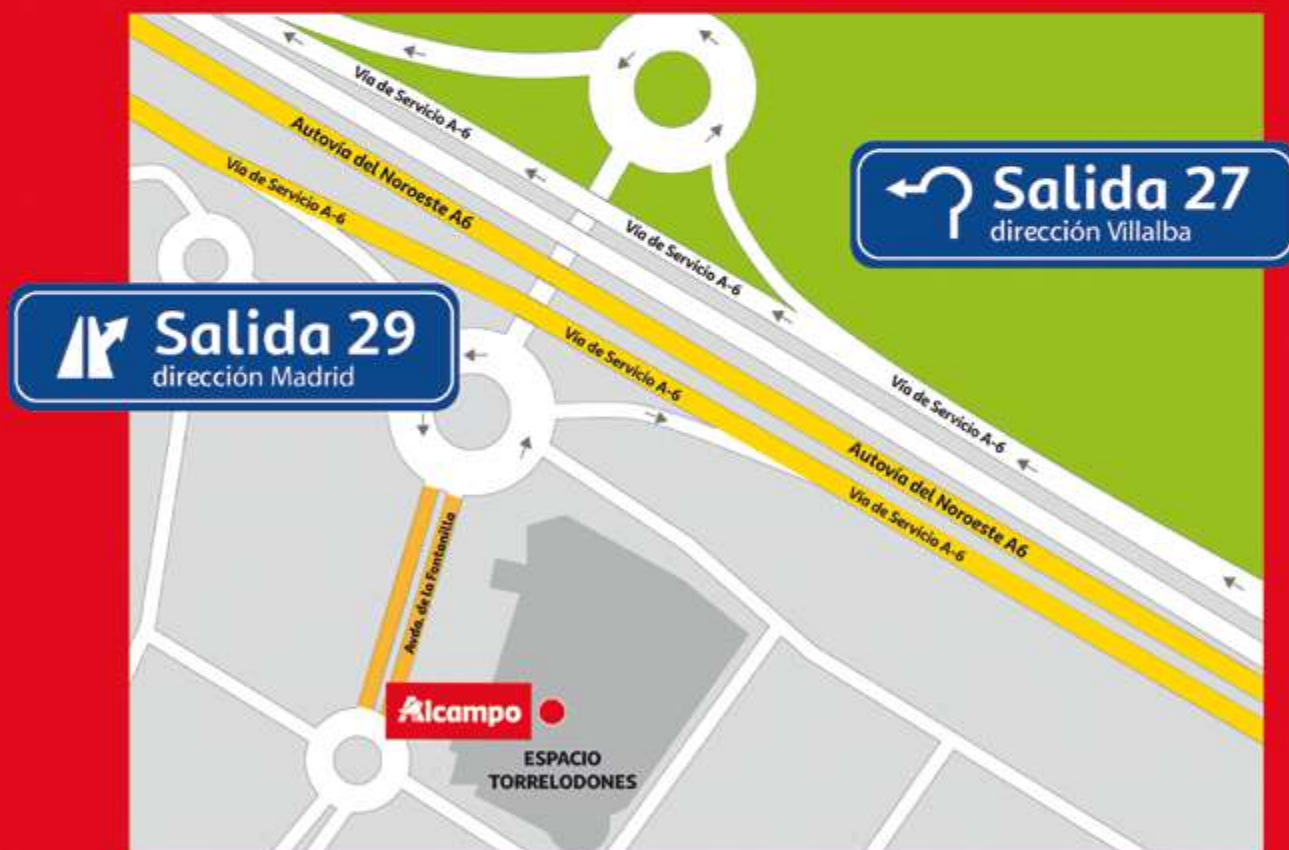 Vía de Servicio A-6
Autovía del Noroeste A6
Vía de Servicio A-6
Salida 27
dirección Villalba
Vía de Servicio A-6
Salida 29
dirección Madrid
Vía de Servicio A-6
Vía de Servicio A-6
Autovía del Noroeste A6
Vía de Servicio A-6
Avda. de la Fontanilla
Alcampo
ESPACIO
TORRELODONES